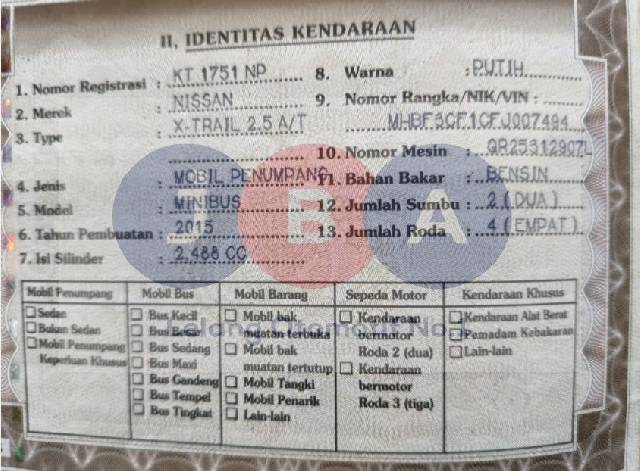 II. IDENTITAS KENDARAAN
1. Nomor Registrasi : KT 1751 NP
2. Merek : NISSAN
3. Type : X-TRAIL 2.5 A/T
4. Jenis : MOBIL PENUMPANG
5. Model : MINIBUS
6. Tahun Pembuatan : 2015
7. Isi Silinder : 2.488 CC
8. Warna : PUTIH
9. Nomor Rangka/NIK/VIN :
MHBF3CF1CFJ007494
10. Nomor Mesin : QR25312907L
11. Bahan Bakar : BENSIN
12. Jumlah Sumbu : 2 (DUA)
13. Jumlah Roda : 4 (EMPAT)
JBA
Lelang Otomotif No.1
Mobil Penumpang
Sedan
Bukan Sedan
Mobil Penumpang
Keperluan Khusus
Mobil Bus
Bus Kecil
Bus Besar
Bus Sedang
Bus Maxi
Bus Gandeng
Bus Tempel
Bus Tingkat
Mobil Barang
Mobil bak
muatan terbuka
Mobil bak
muatan tertutup
Mobil Tangki
Mobil Penarik
Lain-lain
Sepeda Motor
Kendaraan
bermotor
Roda 2 (dua)
Kendaraan
bermotor
Roda 3 (tiga)
Kendaraan Khusus
Kendaraan Alat Berat
Pemadam Kebakaran
Lain-lain